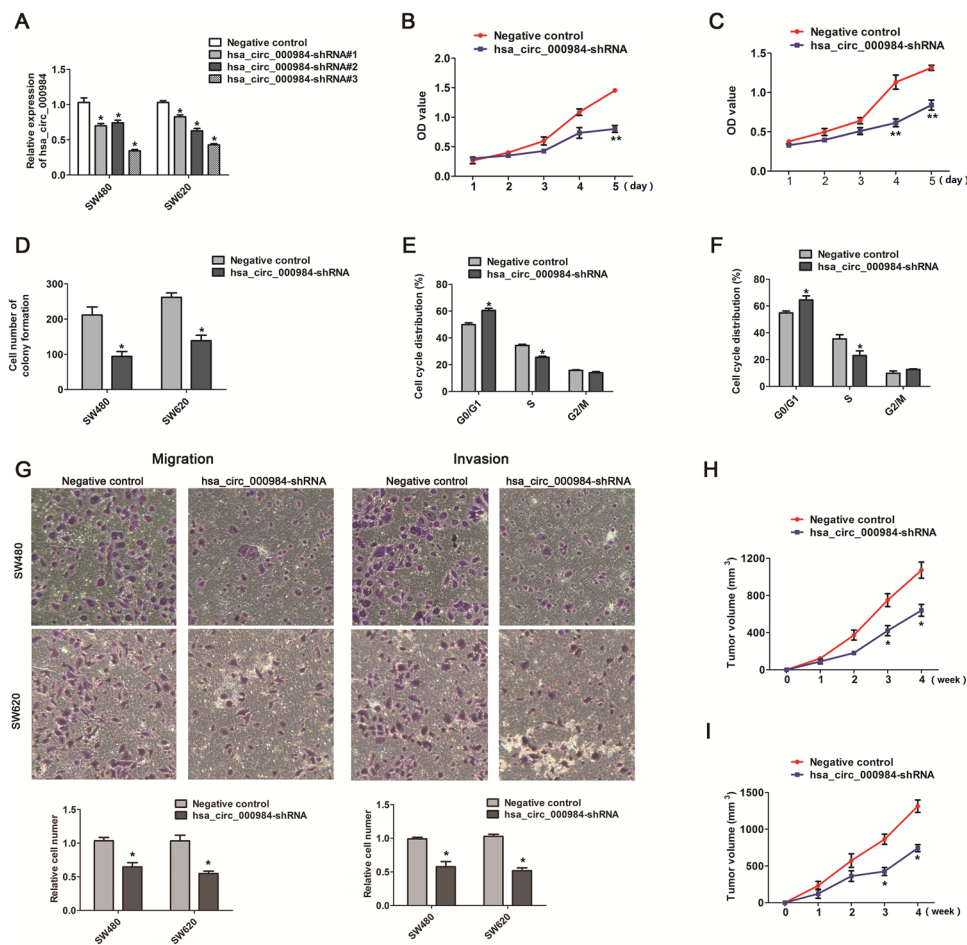 A
Negative control
hsa_circ_000984-shRNA#1
hsa_circ_000984-shRNA#2
hsa_circ_000984-shRNA#3
Relative expression
of hsa_circ_000984
1.5
1.0
0.5
0.0
* * * * * *
SW480 SW620
B
Negative control
hsa_circ_000984-shRNA
OD value
2.0
1.5
1.0
0.5
0.0
**
1 2 3 4 5 ( day )
C
Negative control
hsa_circ_000984-shRNA
OD value
1.5
1.0
0.5
0.0
** **
1 2 3 4 5 ( day )
D
Negative control
hsa_circ_000984-shRNA
Cell number of
colony formation
300
200
100
0
* *
SW480 SW620
E
Negative control
hsa_circ_000984-shRNA
Cell cycle distribution (%)
80
60
40
20
0
* *
G0/G1 S G2/M
F
Negative control
hsa_circ_000984-shRNA
Cell cycle distribution (%)
80
60
40
20
0
* *
G0/G1 S G2/M
G
Migration Invasion
Negative control hsa_circ_000984-shRNA Negative control hsa_circ_000984-shRNA
SW480
SW620
Negative control
hsa_circ_000984-shRNA
Relative cell numer
1.5
1.0
0.5
0.0
* *
SW480 SW620
Negative control
hsa_circ_000984-shRNA
Relative cell numer
1.5
1.0
0.5
0.0
* *
SW480 SW620
H
Negative control
hsa_circ_000984-shRNA
Tumor volume (mm³)
1200
800
400
0
* *
0 1 2 3 4 ( week )
I
Negative control
hsa_circ_000984-shRNA
Tumor volume (mm³)
1500
1000
500
0
* *
0 1 2 3 4 ( week )